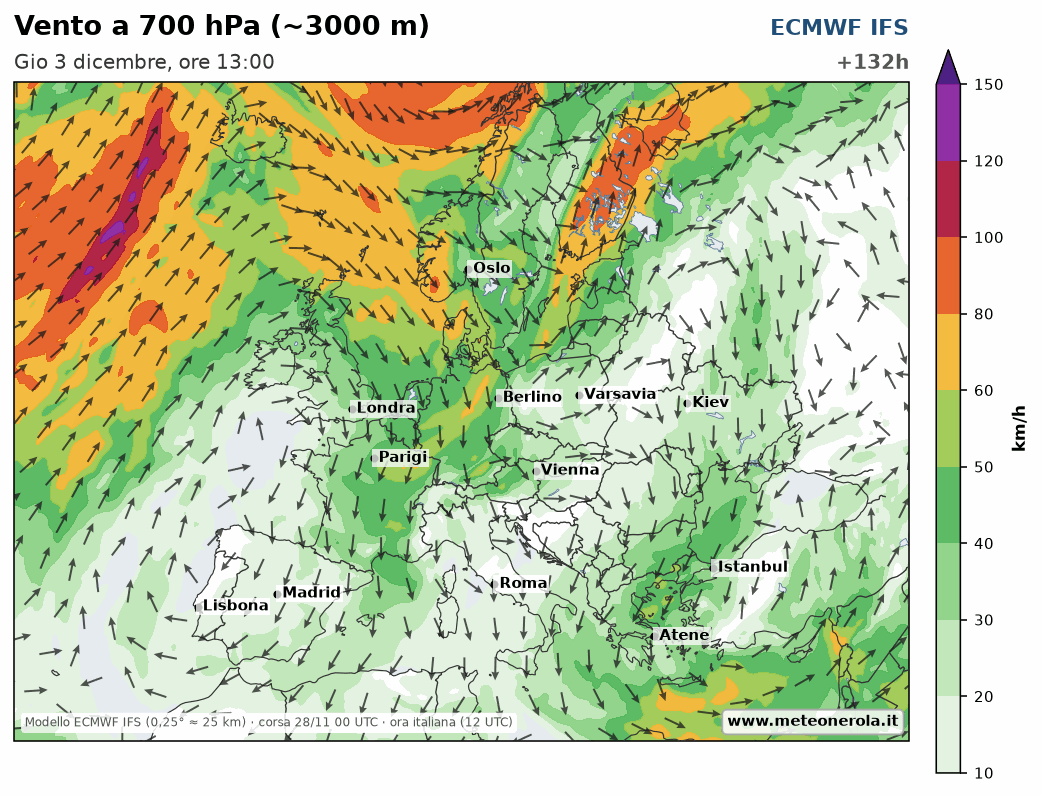 Vento a 700 hPa (~3000 m)
ECMWF IFS
Gio 3 dicembre, ore 13:00
+132h
150
120
100
80
60
50
40
30
20
10
km/h
Oslo
Londra
Berlino
Varsavia
Kiev
Parigi
Vienna
Istanbul
Roma
Madrid
Lisbona
Atene
Modello ECMWF IFS (0,25° ≈ 25 km) · corsa 28/11 00 UTC · ora italiana (12 UTC)
www.meteonerola.it